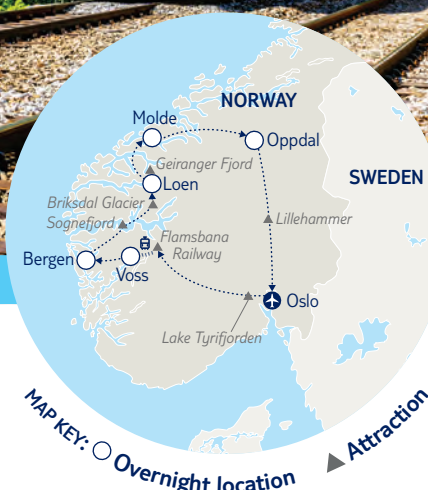 NORWAY
Molde
Oppdal
Geiranger Fjord
Loen
SWEDEN
Briksdal Glacier
Sognefjord
Lillehammer
Flamsbana
Railway
Bergen
Voss
Oslo
Lake Tyrifjorden
MAP KEY: Overnight location Attraction